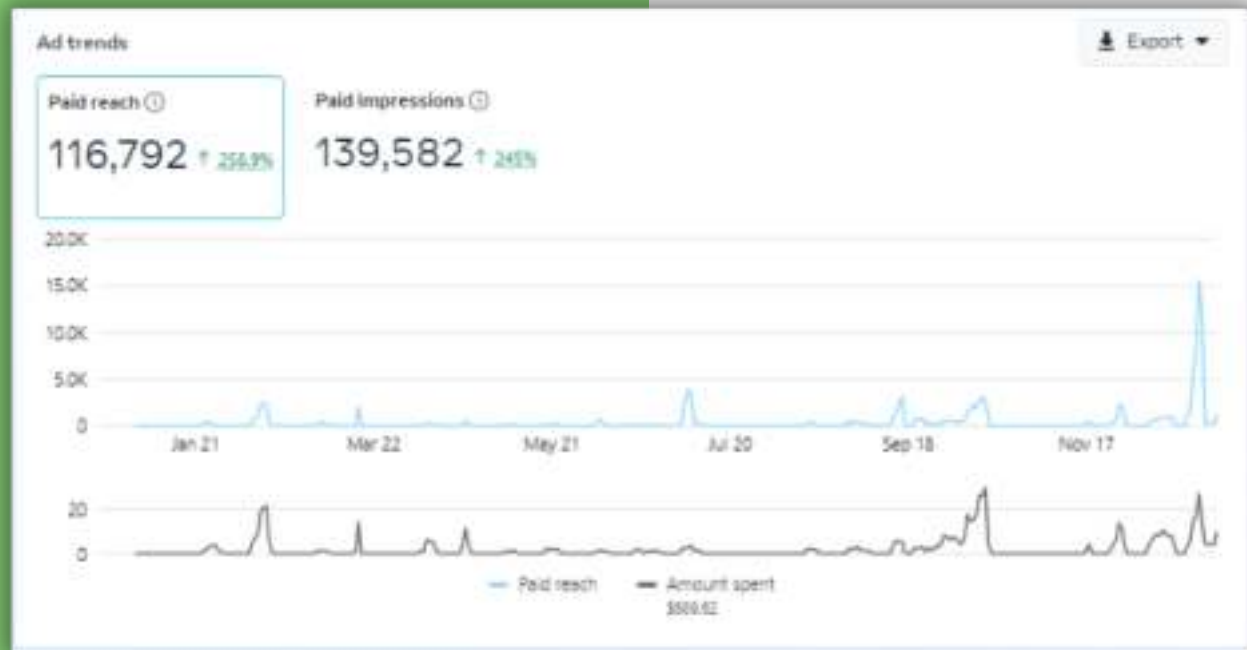 Ad trends
Export
Paid reach
Paid impressions
116,792 ↑
139,582 ↑ 245%
20.0K
15.0K
10.0K
5.0K
0
Jan 21 Mar 22 May 21 Jul 20 Sep 18 Nov 17
20
0
Paid reach Amount spent